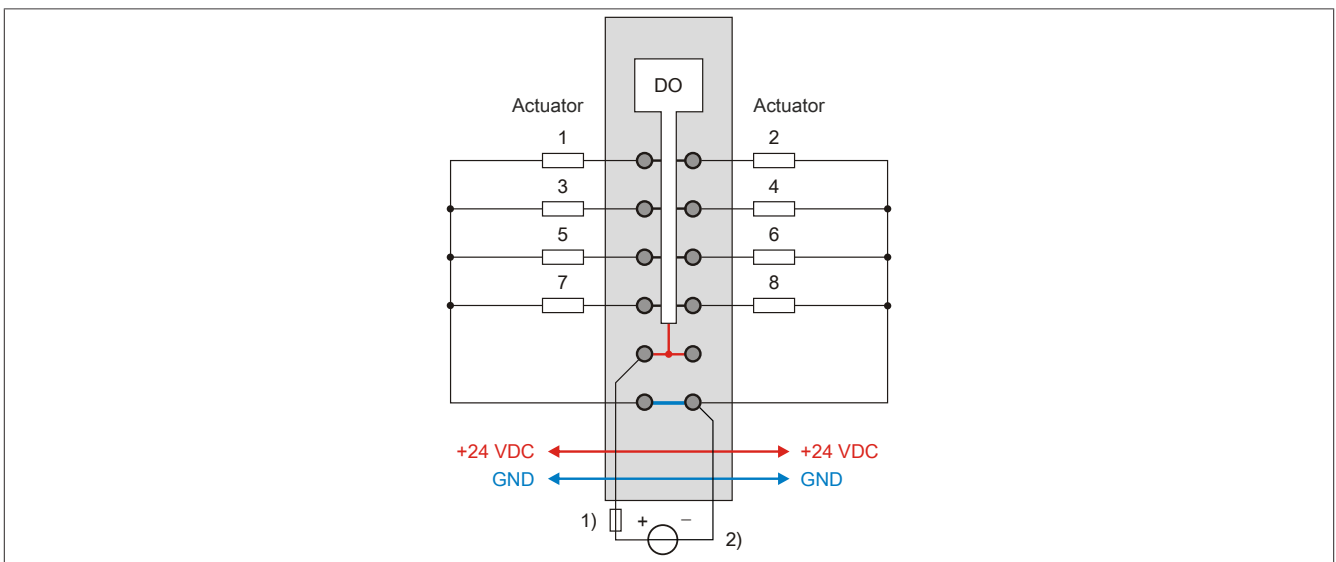 DO
Actuator Actuator
1 2
3 4
5 6
7 8
+24 VDC +24 VDC
GND GND
1) + − 2)